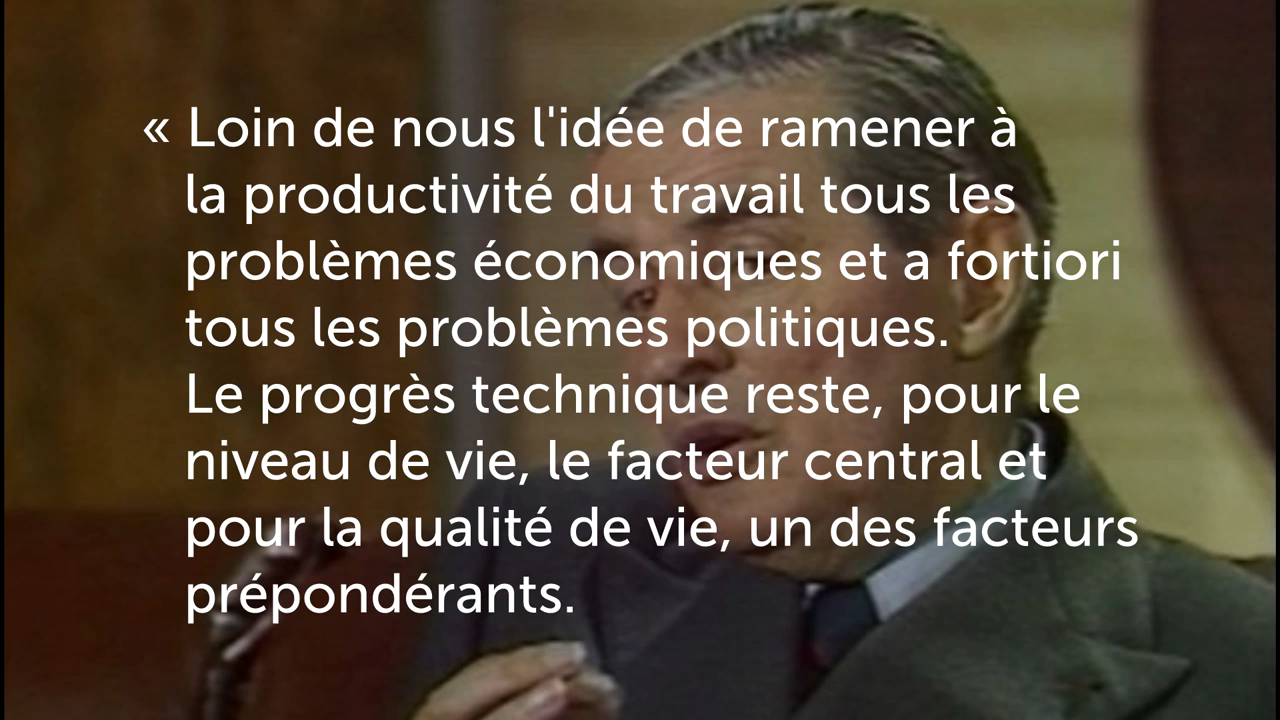 « Loin de nous l'idée de ramener à
la productivité du travail tous les
problèmes économiques et a fortiori
tous les problèmes politiques.
Le progrès technique reste, pour le
niveau de vie, le facteur central et
pour la qualité de vie, un des facteurs
prépondérants.